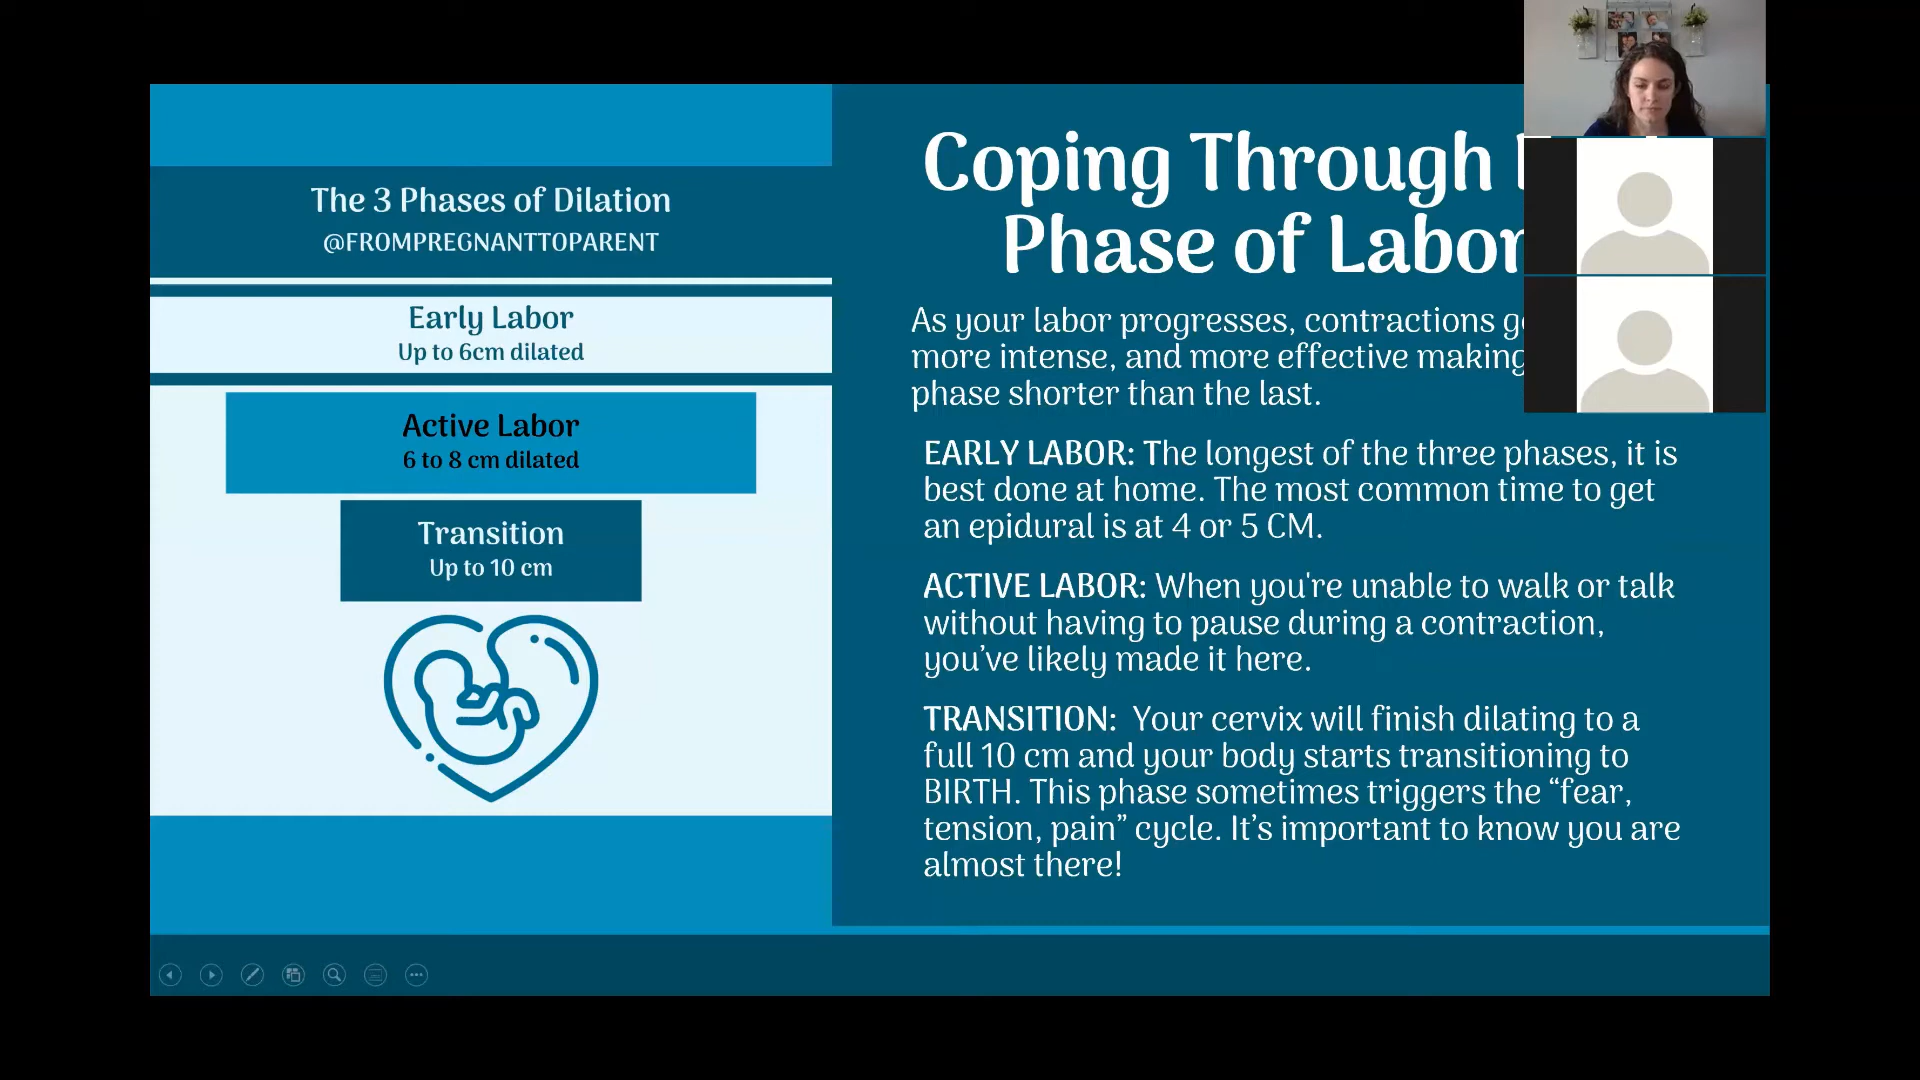 The 3 Phases of Dilation
@FROMPREGNANTTOPARENT
Early Labor
Up to 6cm dilated
Active Labor
6 to 8 cm dilated
Transition
Up to 10 cm
Coping Through
Phase of Labor
As your labor progresses, contractions
more intense, and more effective making
phase shorter than the last.
EARLY LABOR: The longest of the three phases, it is
best done at home. The most common time to get
an epidural is at 4 or 5 CM.
ACTIVE LABOR: When you're unable to walk or talk
without having to pause during a contraction,
you’ve likely made it here.
TRANSITION: Your cervix will finish dilating to a
full 10 cm and your body starts transitioning to
BIRTH. This phase sometimes triggers the “fear,
tension, pain” cycle. It’s important to know you are
almost there!